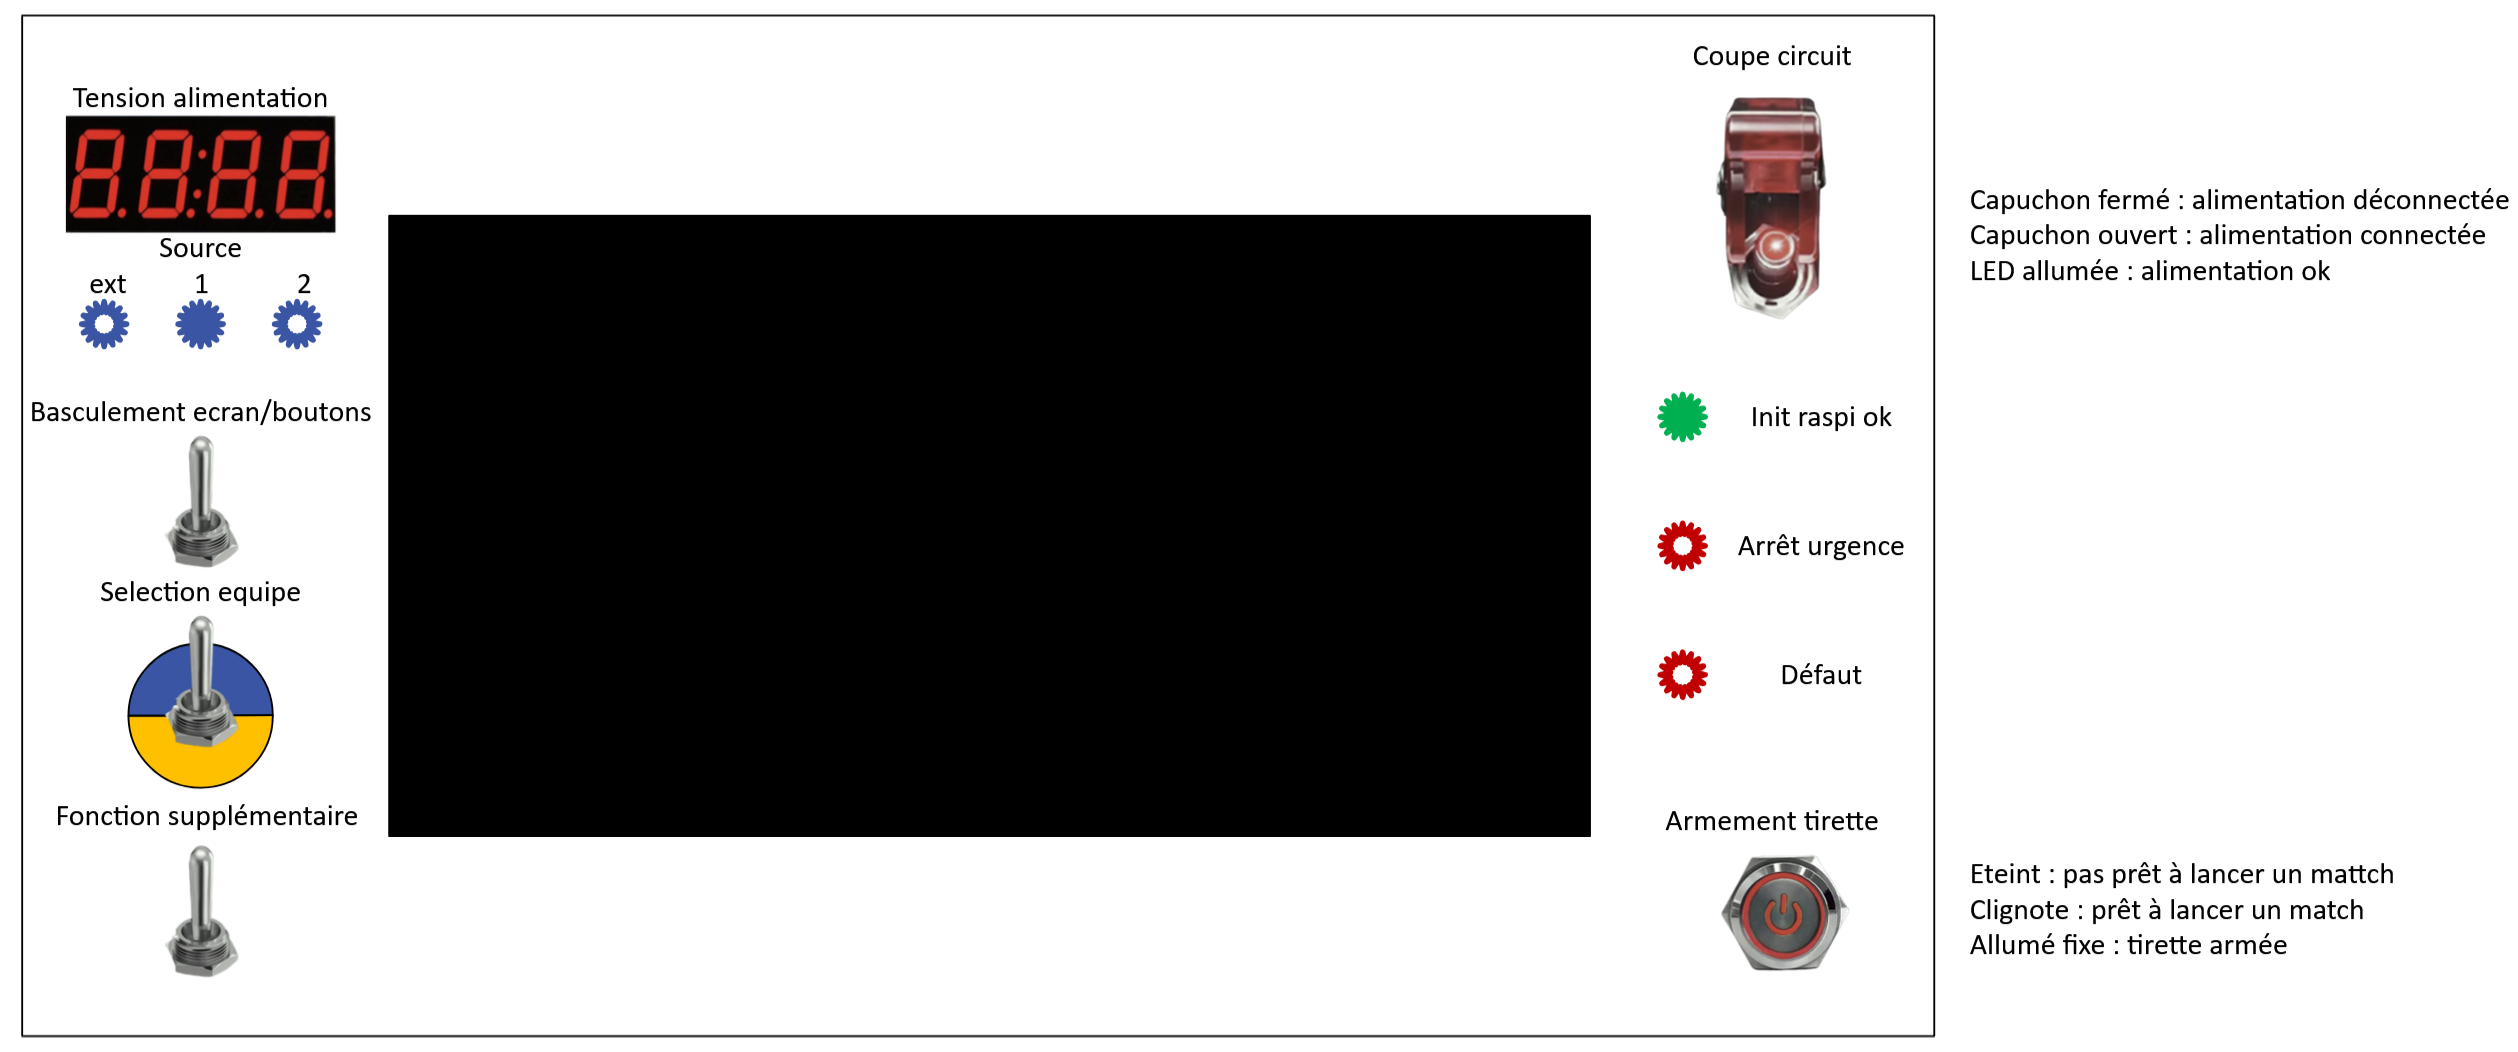 Coupe circuit
Tension alimentation
88:88
Source
ext 1 2
Capuchon fermé : alimentation déconnectée
Capuchon ouvert : alimentation connectée
LED allumée : alimentation ok
Basculement ecran/boutons
Init raspi ok
Arrêt urgence
Selection equipe
Défaut
Fonction supplémentaire
Armement tirette
Eteint : pas prêt à lancer un mattch
Clignote : prêt à lancer un match
Allumé fixe : tirette armée